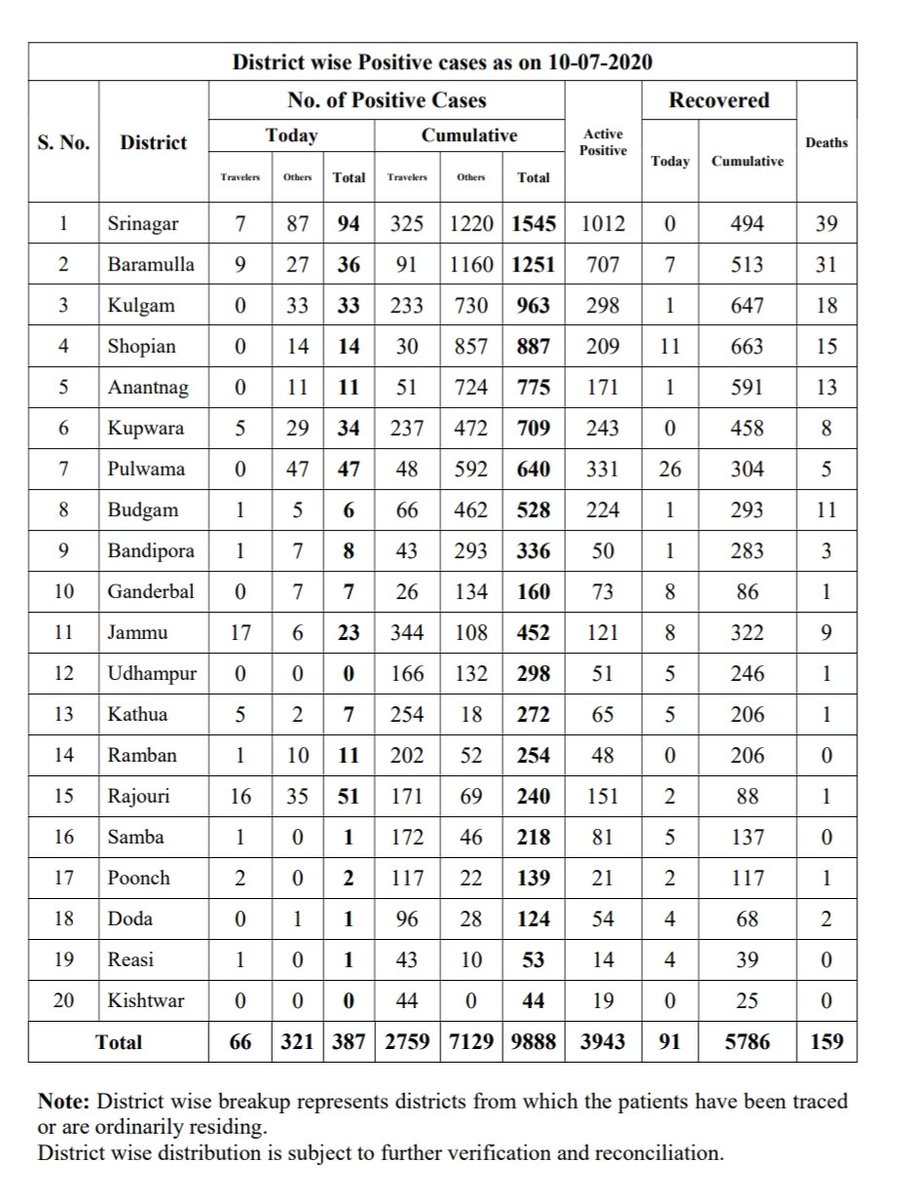 District wise Positive cases as on 10-07-2020
S. No. District No. of Positive Cases Active Positive Recovered Deaths
Today Cumulative Today Cumulative
Travelers Others Total Travelers Others Total
1 Srinagar 7 87 94 325 1220 1545 1012 0 494 39
2 Baramulla 9 27 36 91 1160 1251 707 7 513 31
3 Kulgam 0 33 33 233 730 963 298 1 647 18
4 Shopian 0 14 14 30 857 887 209 11 663 15
5 Anantnag 0 11 11 51 724 775 171 1 591 13
6 Kupwara 5 29 34 237 472 709 243 0 458 8
7 Pulwama 0 47 47 48 592 640 331 26 304 5
8 Budgam 1 5 6 66 462 528 224 1 293 11
9 Bandipora 1 7 8 43 293 336 50 1 283 3
10 Ganderbal 0 7 7 26 134 160 73 8 86 1
11 Jammu 17 6 23 344 108 452 121 8 322 9
12 Udhampur 0 0 0 166 132 298 51 5 246 1
13 Kathua 5 2 7 254 18 272 65 5 206 1
14 Ramban 1 10 11 202 52 254 48 0 206 0
15 Rajouri 16 35 51 171 69 240 151 2 88 1
16 Samba 1 0 1 172 46 218 81 5 137 0
17 Poonch 2 0 2 117 22 139 21 2 117 1
18 Doda 0 1 1 96 28 124 54 4 68 2
19 Reasi 1 0 1 43 10 53 14 4 39 0
20 Kishtwar 0 0 0 44 0 44 19 0 25 0
Total 66 321 387 2759 7129 9888 3943 91 5786 159
Note: District wise breakup represents districts from which the patients have been traced
or are ordinarily residing.
District wise distribution is subject to further verification and reconciliation.